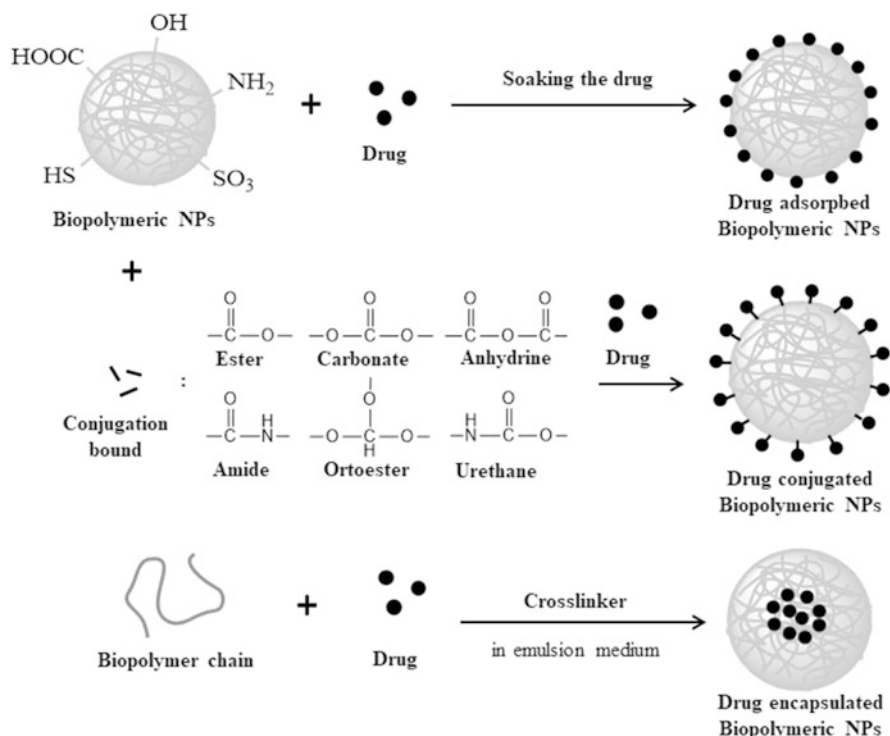 OH
HOOC
NH2
HS
SO3
Biopolymeric NPs
+
Drug
Soaking the drug
Drug adsorpbed
Biopolymeric NPs
+
Conjugation
bound
:
O
C O
Ester
O
O C O
Carbonate
O O
C O C
Anhydrine
O H
C N
Amide
O
O C O
H
Ortoester
H O
N C O
Urethane
Drug
Drug conjugated
Biopolymeric NPs
Biopolymer chain
+
Drug
Crosslinker
in emulsion medium
Drug encapsulated
Biopolymeric NPs